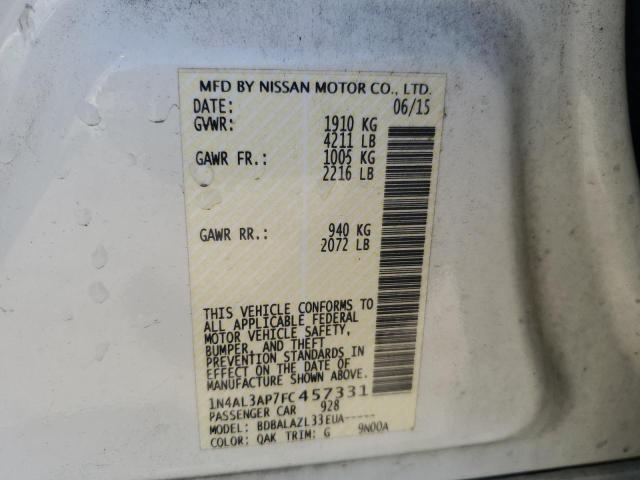 MFD BY NISSAN MOTOR CO., LTD.
DATE: 06/15
GVWR: 1910 KG
4211 LB
GAWR FR.: 1005 KG
2216 LB
GAWR RR.: 940 KG
2072 LB
THIS VEHICLE CONFORMS TO
ALL APPLICABLE FEDERAL
MOTOR VEHICLE SAFETY,
BUMPER, AND THEFT
PREVENTION STANDARDS IN
EFFECT ON THE DATE OF
MANUFACTURE SHOWN ABOVE.
1N4AL3AP7FC457331
PASSENGER CAR 928
MODEL: BDBALAZL33EUA-----
COLOR: QAK TRIM: G 9N00A